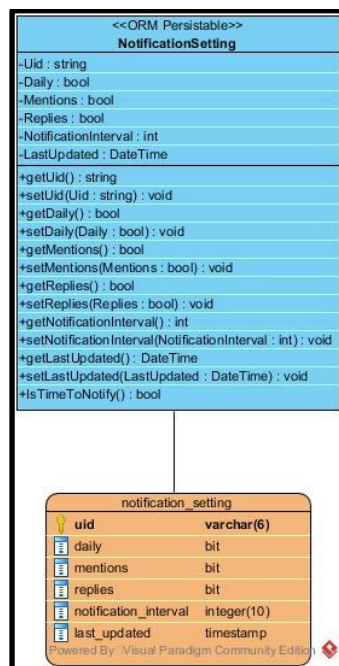 <<ORM Persistable>>
NotificationSetting
-Uid : string
-Daily : bool
-Mentions : bool
-Replies : bool
-NotificationInterval : int
-LastUpdated : DateTime
+getUid() : string
+setUid(Uid : string) : void
+getDaily() : bool
+setDaily(Daily : bool) : void
+getMentions() : bool
+setMentions(Mentions : bool) : void
+getReplies() : bool
+setReplies(Replies : bool) : void
+getNotificationInterval() : int
+setNotificationInterval(NotificationInterval : int) : void
+getLastUpdated() : DateTime
+setLastUpdated(LastUpdated : DateTime) : void
+IsTimeToNotify() : bool
notification_setting
uid varchar(6)
daily bit
mentions bit
replies bit
notification_interval integer(10)
last_updated timestamp
Powered By Visual Paradigm Community Edition